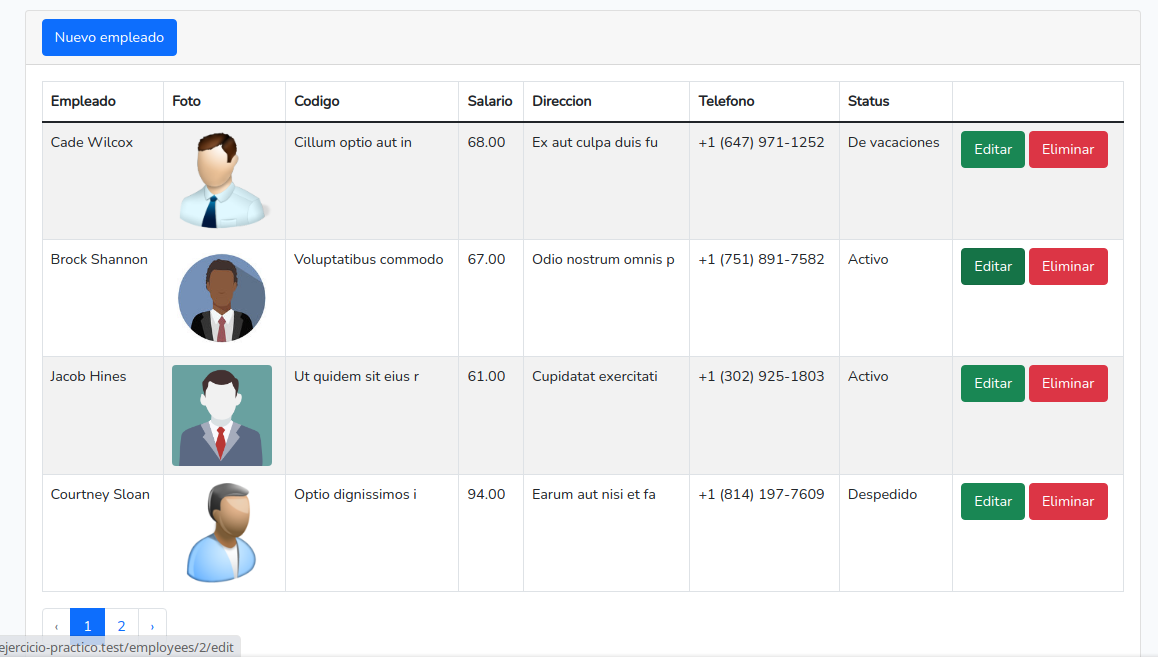 Nuevo empleado
Empleado Foto Codigo Salario Direccion Telefono Status
Cade Wilcox Cillum optio aut in 68.00 Ex aut culpa duis fu +1 (647) 971-1252 De vacaciones Editar Eliminar
Brock Shannon Voluptatibus commodo 67.00 Odio nostrum omnis p +1 (751) 891-7582 Activo Editar Eliminar
Jacob Hines Ut quidem sit eius r 61.00 Cupidatat exercitati +1 (302) 925-1803 Activo Editar Eliminar
Courtney Sloan Optio dignissimos i 94.00 Earum aut nisi et fa +1 (814) 197-7609 Despedido Editar Eliminar
‹ 1 2 ›
ejercicio-practico.test/employees/2/edit